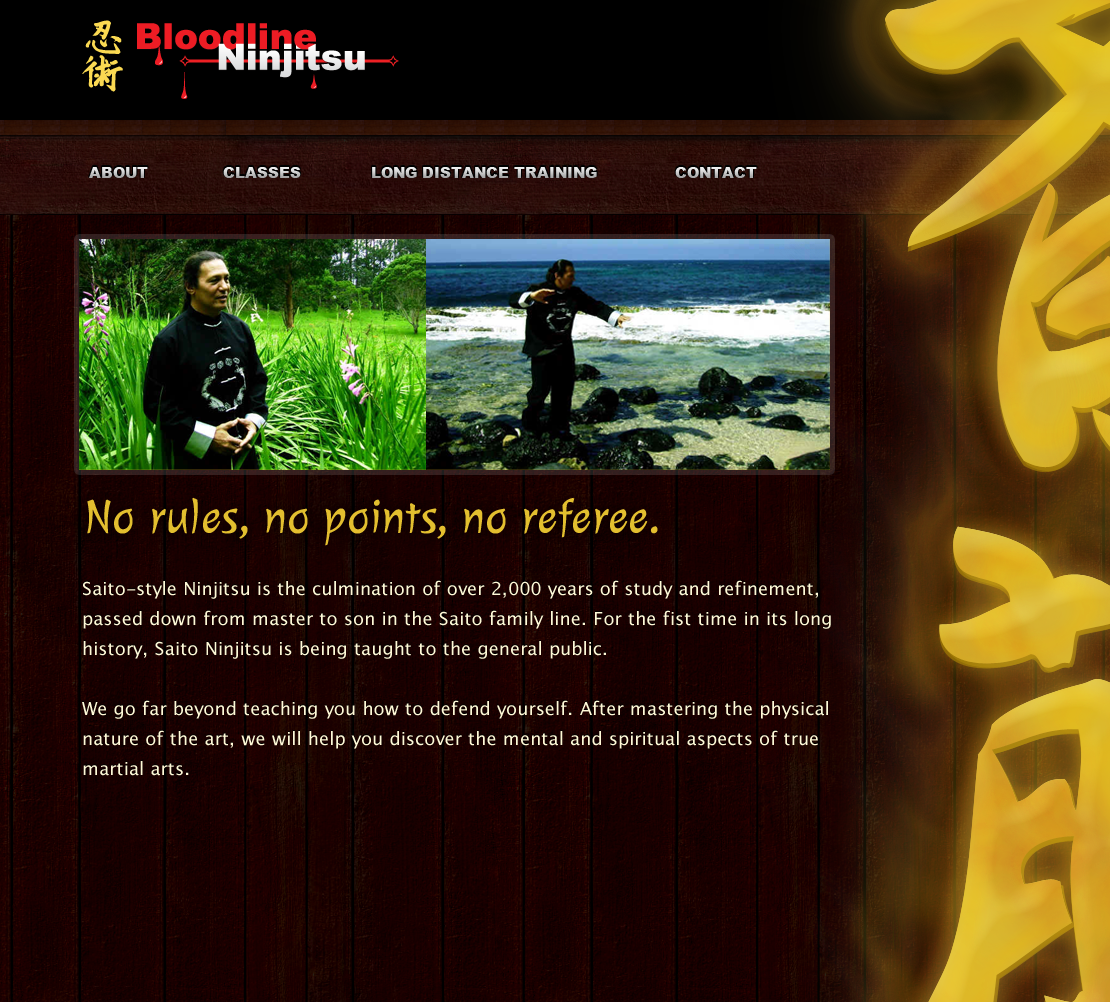 忍術
Bloodline
Ninjitsu
ABOUT CLASSES LONG DISTANCE TRAINING CONTACT
No rules, no points, no referee.
Saito-style Ninjitsu is the culmination of over 2,000 years of study and refinement,
passed down from master to son in the Saito family line. For the fist time in its long
history, Saito Ninjitsu is being taught to the general public.
We go far beyond teaching you how to defend yourself. After mastering the physical
nature of the art, we will help you discover the mental and spiritual aspects of true
martial arts.